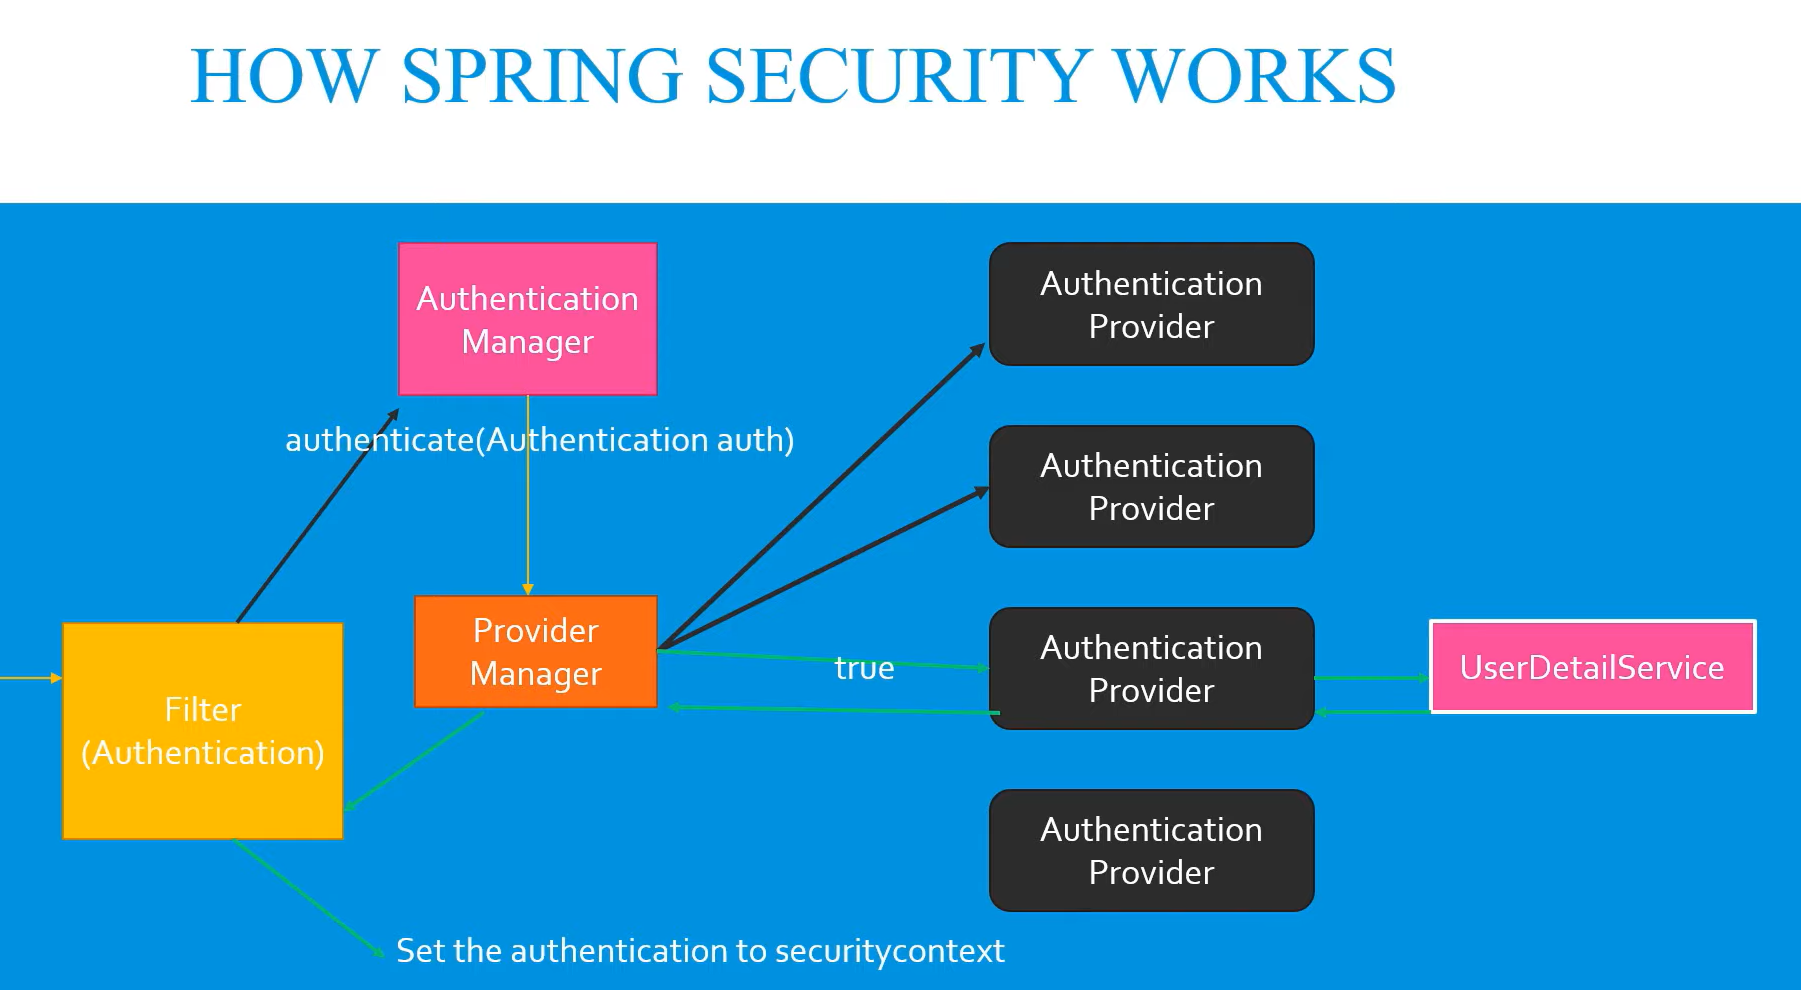 HOW SPRING SECURITY WORKS
Authentication
Manager
Authentication
Provider
authenticate(Authentication auth)
Authentication
Provider
Provider
Manager
true
Authentication
Provider
UserDetailService
Filter
(Authentication)
Authentication
Provider
Set the authentication to securitycontext